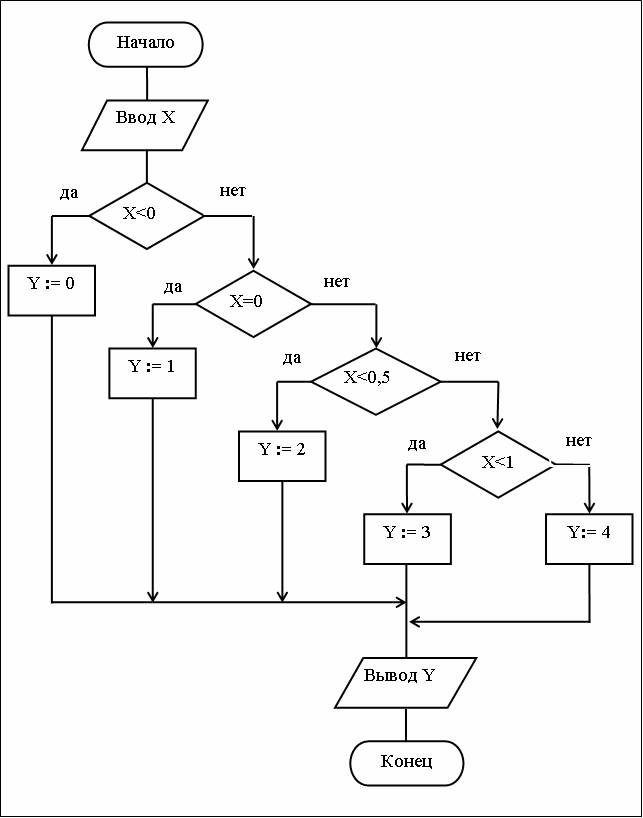 Начало
Ввод X
да
нет
X<0
Y := 0
да
нет
X=0
Y := 1
да
нет
X<0,5
Y := 2
да
нет
X<1
Y := 3
Y:= 4
Вывод Y
Конец